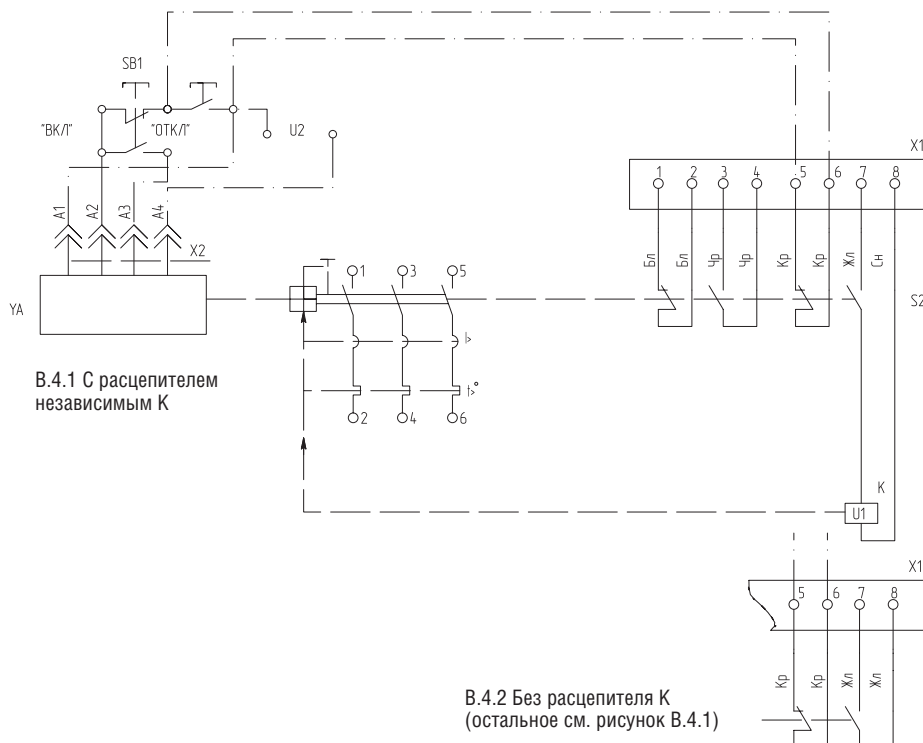 SB1
"ВКЛ"
"ОТКЛ"
U2
X1
1 2 3 4 5 6 7 8
A1 A2 A3 A4
X2
Бл Бл Чр Чр Кр Кр Жл Сн
YA
1 3 5
S2
I>
t>°
2 4 6
В.4.1 С расцепителем
независимым К
K
U1
X1
5 6 7 8
Кр Кр Жл Жл
В.4.2 Без расцепителя К
(остальное см. рисунок В.4.1)